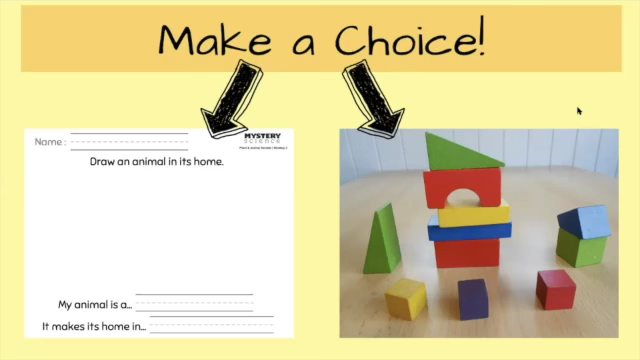 Make a Choice!
Name :
MYSTERY
science
Draw an animal in its home.
My animal is a...
It makes its home in...